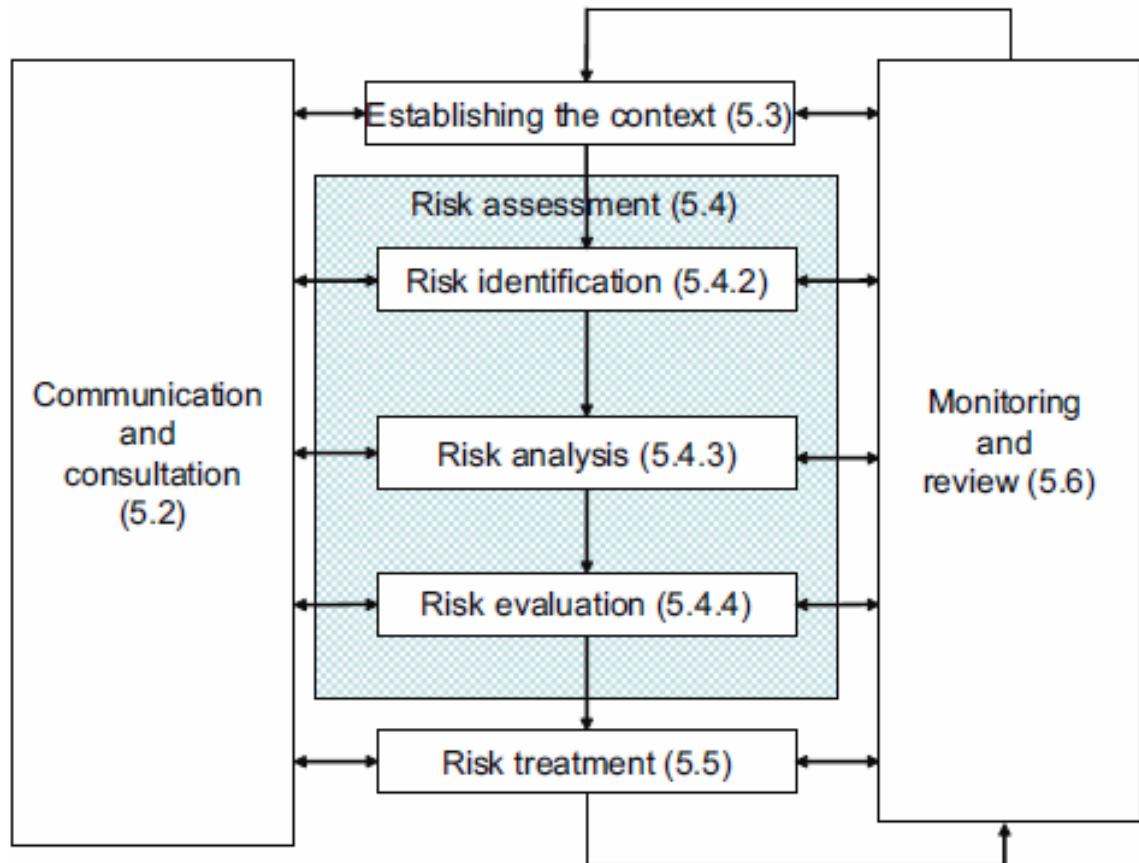 Establishing the context (5.3)
Risk assessment (5.4)
Risk identification (5.4.2)
Communication
and
consultation
(5.2)
Risk analysis (5.4.3)
Monitoring
and
review (5.6)
Risk evaluation (5.4.4)
Risk treatment (5.5)